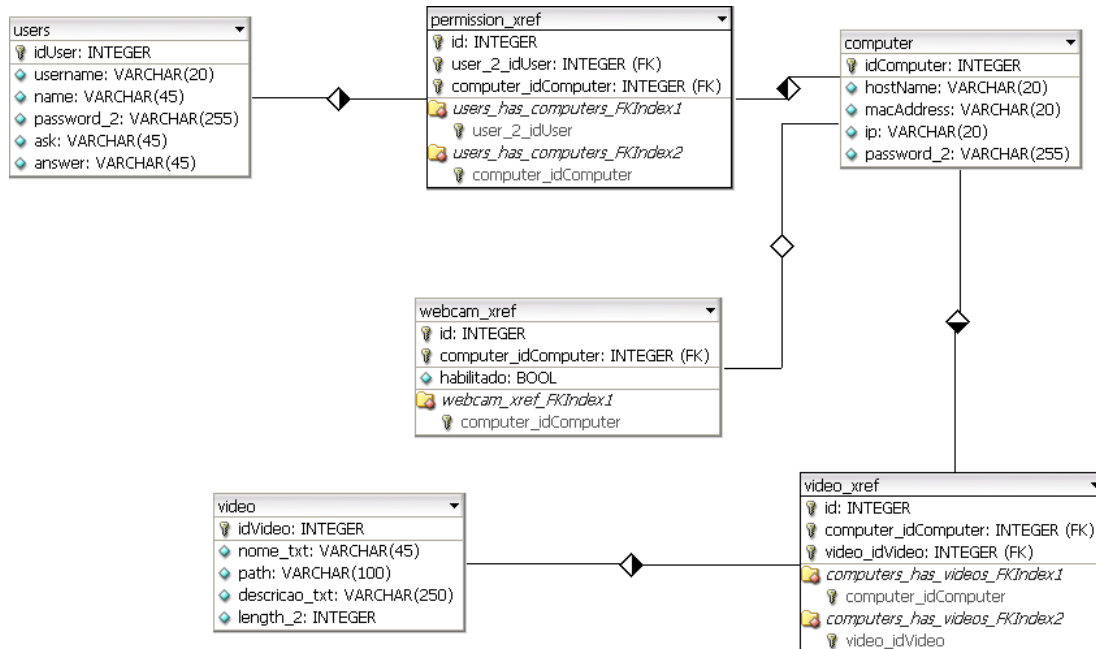 users
idUser: INTEGER
username: VARCHAR(20)
name: VARCHAR(45)
password_2: VARCHAR(255)
ask: VARCHAR(45)
answer: VARCHAR(45)
permission_xref
id: INTEGER
user_2_idUser: INTEGER (FK)
computer_idComputer: INTEGER (FK)
users_has_computers_FKIndex1
user_2_idUser
users_has_computers_FKIndex2
computer_idComputer
computer
idComputer: INTEGER
hostName: VARCHAR(20)
macAddress: VARCHAR(20)
ip: VARCHAR(20)
password_2: VARCHAR(255)
webcam_xref
id: INTEGER
computer_idComputer: INTEGER (FK)
habilitado: BOOL
webcam_xref_FKIndex1
computer_idComputer
video
idVideo: INTEGER
nome_txt: VARCHAR(45)
path: VARCHAR(100)
descricao_txt: VARCHAR(250)
length_2: INTEGER
video_xref
id: INTEGER
computer_idComputer: INTEGER (FK)
video_idVideo: INTEGER (FK)
computers_has_videos_FKIndex1
computer_idComputer
computers_has_videos_FKIndex2
video_idVideo